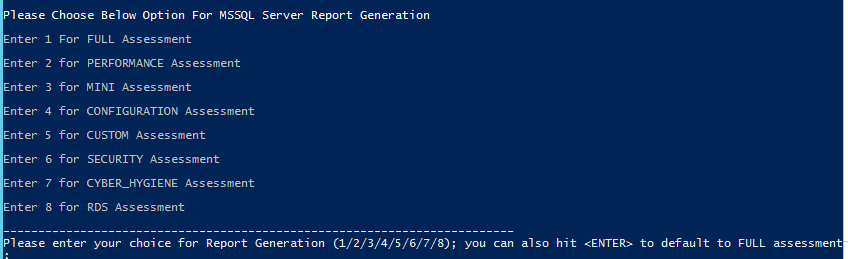 Please Choose Below Option For MSSQL Server Report Generation
Enter 1 For FULL Assessment
Enter 2 for PERFORMANCE Assessment
Enter 3 for MINI Assessment
Enter 4 for CONFIGURATION Assessment
Enter 5 for CUSTOM Assessment
Enter 6 for SECURITY Assessment
Enter 7 for CYBER_HYGIENE Assessment
Enter 8 for RDS Assessment
-------------------------------------------------------------------------
Please enter your choice for Report Generation (1/2/3/4/5/6/7/8); you can also hit <ENTER> to default to FULL assessment
: